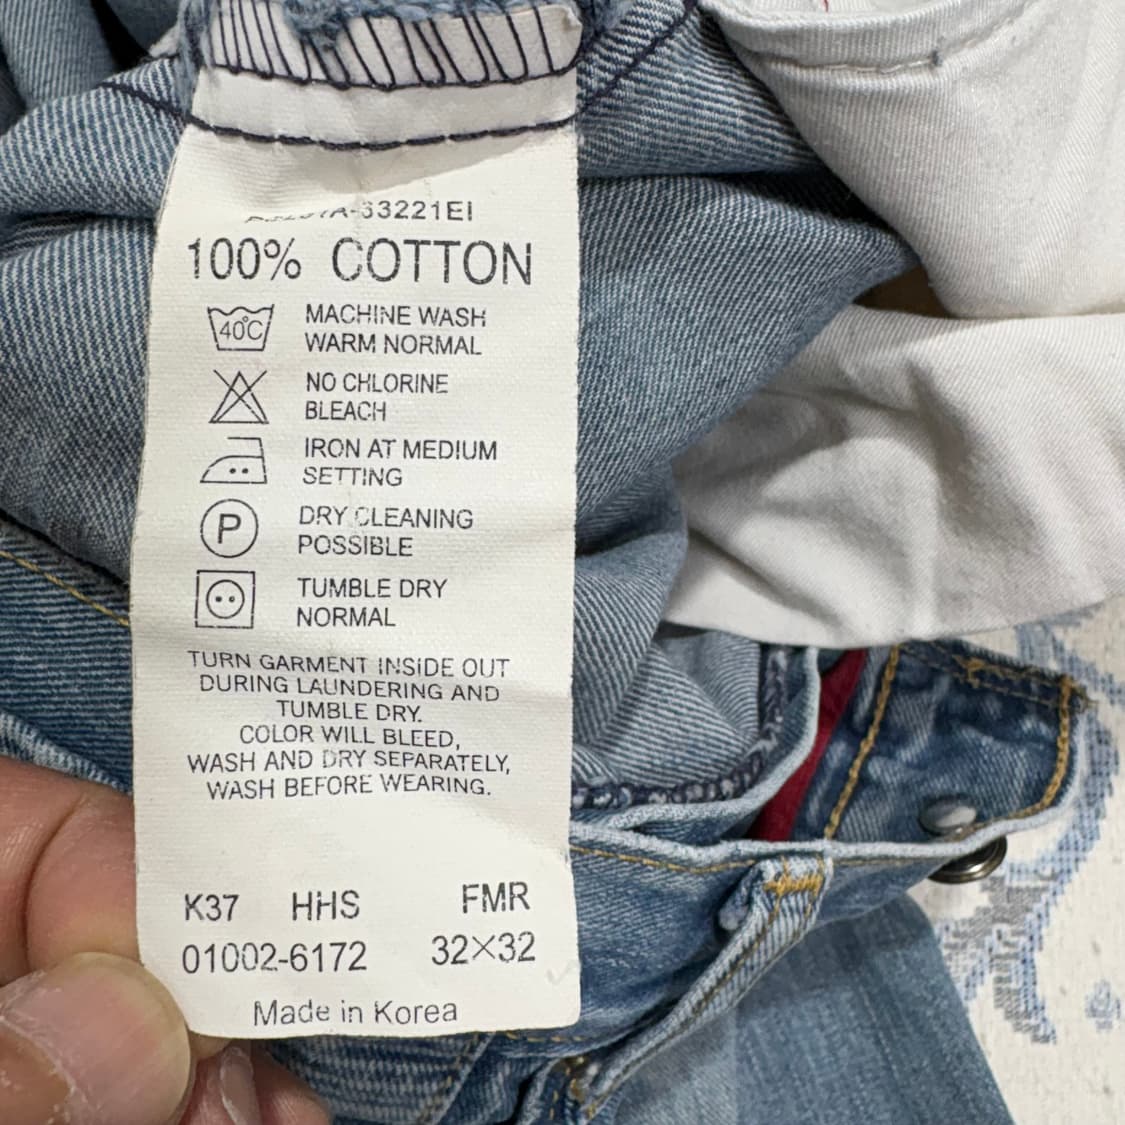 100% COTTON
40°C MACHINE WASH
WARM NORMAL
NO CHLORINE
BLEACH
IRON AT MEDIUM
SETTING
P DRY CLEANING
POSSIBLE
TUMBLE DRY
NORMAL
TURN GARMENT INSIDE OUT
DURING LAUNDERING AND
TUMBLE DRY.
COLOR WILL BLEED,
WASH AND DRY SEPARATELY,
WASH BEFORE WEARING.
K37 HHS FMR
01002-6172 32×32
Made in Korea